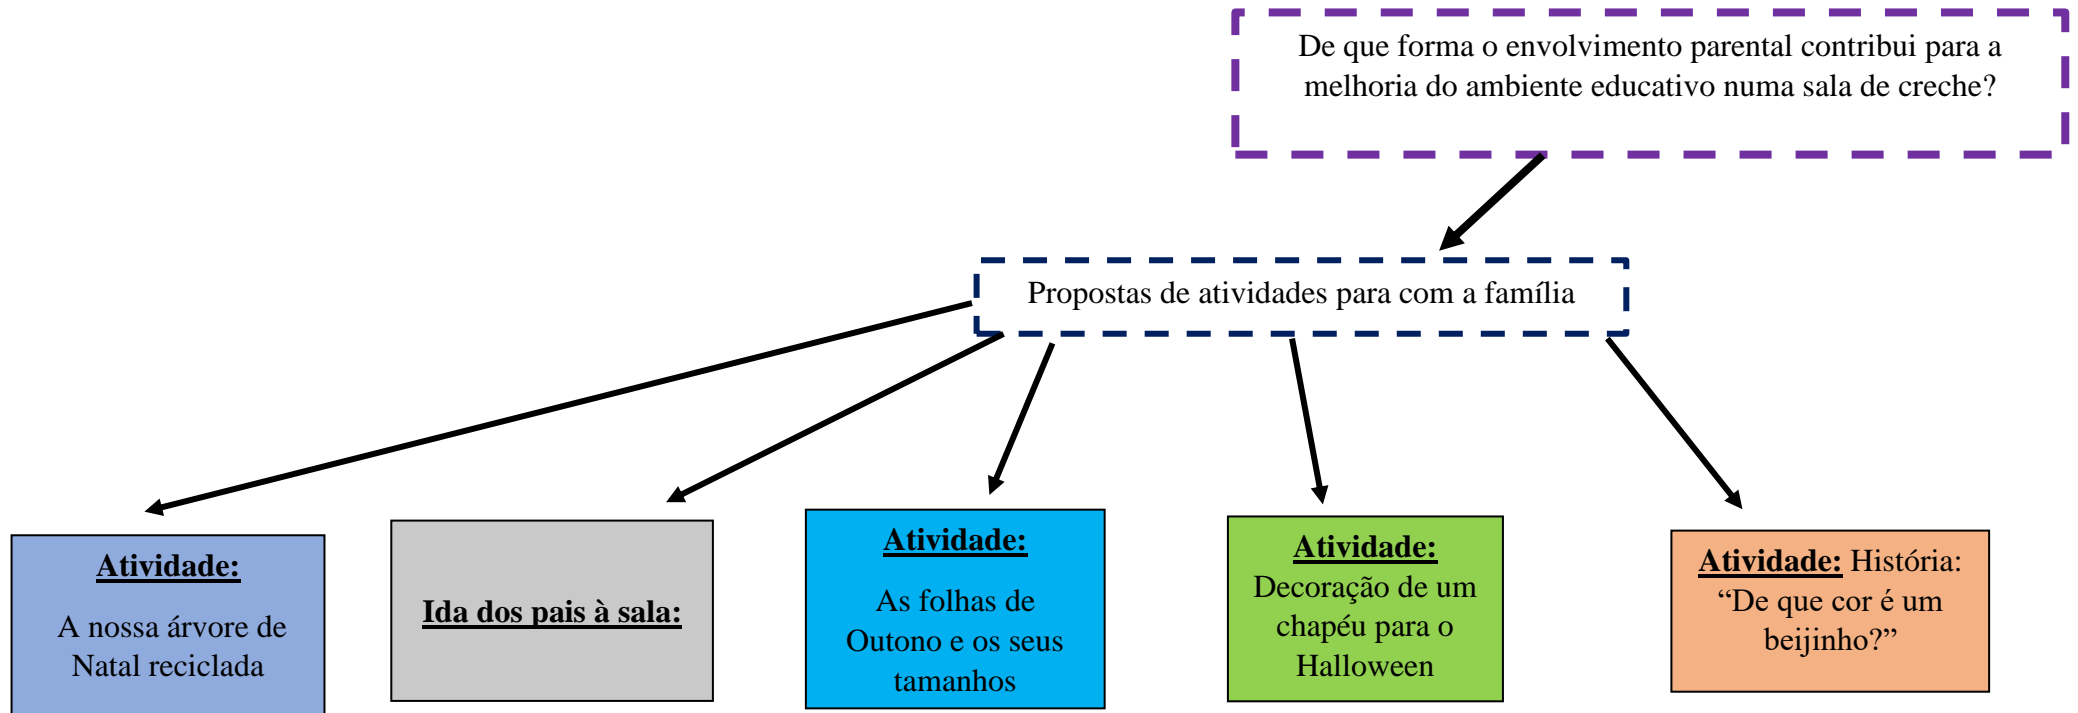 De que forma o envolvimento parental contribui para a
melhoria do ambiente educativo numa sala de creche?
Propostas de atividades para com a família
Atividade:
A nossa árvore de
Natal reciclada
Ida dos pais à sala:
Atividade:
As folhas de
Outono e os seus
tamanhos
Atividade:
Decoração de um
chapéu para o
Halloween
Atividade: História:
“De que cor é um
beijinho?”